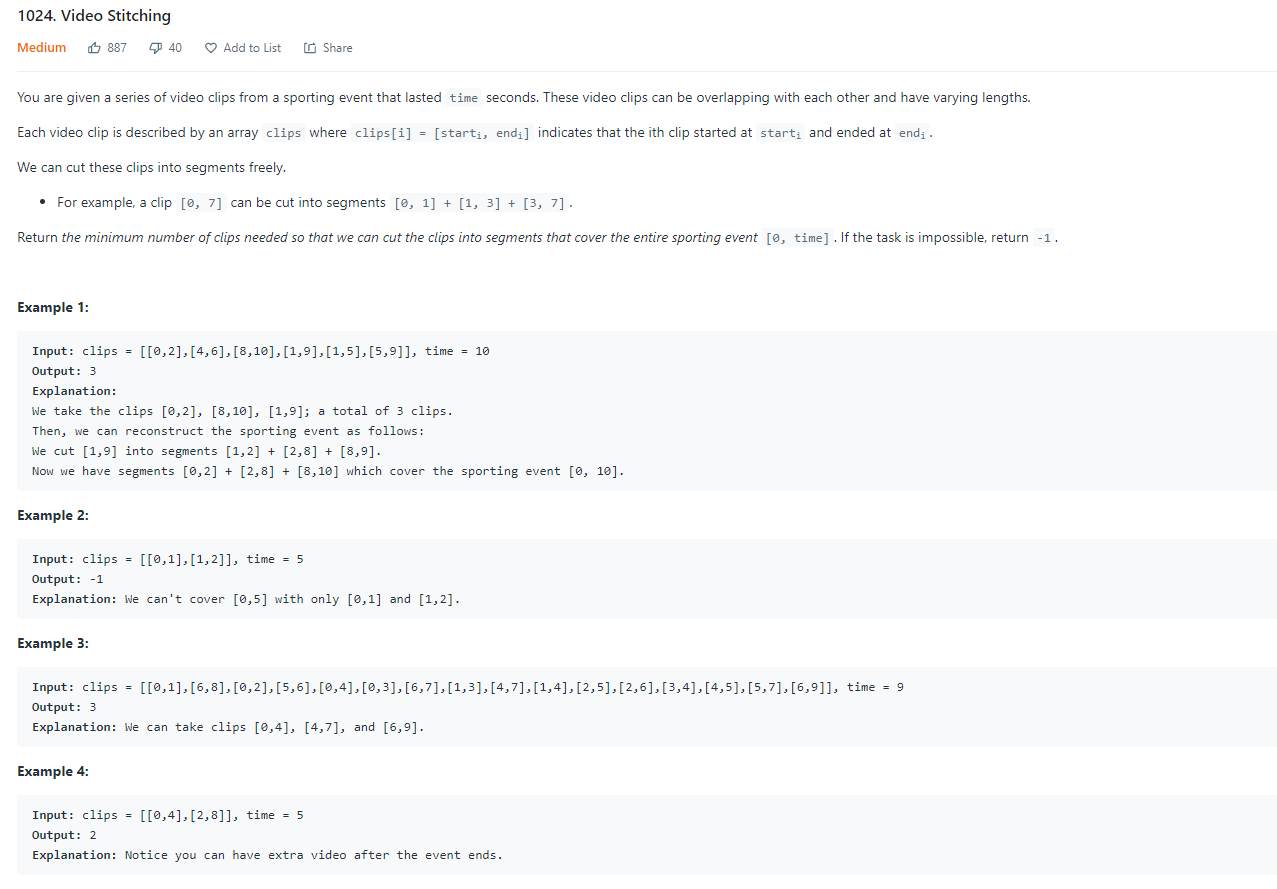 1024. Video Stitching
Medium 887 40 Add to List Share
You are given a series of video clips from a sporting event that lasted time seconds. These video clips can be overlapping with each other and have varying lengths.
Each video clip is described by an array clips where clips[i] = [startᵢ, endᵢ] indicates that the ith clip started at startᵢ and ended at endᵢ.
We can cut these clips into segments freely.
• For example, a clip [0, 7] can be cut into segments [0, 1] + [1, 3] + [3, 7].
Return the minimum number of clips needed so that we can cut the clips into segments that cover the entire sporting event [0, time]. If the task is impossible, return -1.
Example 1:
Input: clips = [[0,2],[4,6],[8,10],[1,9],[1,5],[5,9]], time = 10
Output: 3
Explanation:
We take the clips [0,2], [8,10], [1,9]; a total of 3 clips.
Then, we can reconstruct the sporting event as follows:
We cut [1,9] into segments [1,2] + [2,8] + [8,9].
Now we have segments [0,2] + [2,8] + [8,10] which cover the sporting event [0, 10].
Example 2:
Input: clips = [[0,1],[1,2]], time = 5
Output: -1
Explanation: We can't cover [0,5] with only [0,1] and [1,2].
Example 3:
Input: clips = [[0,1],[6,8],[0,2],[5,6],[0,4],[0,3],[6,7],[1,3],[4,7],[1,4],[2,5],[2,6],[3,4],[4,5],[5,7],[6,9]], time = 9
Output: 3
Explanation: We can take clips [0,4], [4,7], and [6,9].
Example 4:
Input: clips = [[0,4],[2,8]], time = 5
Output: 2
Explanation: Notice you can have extra video after the event ends.